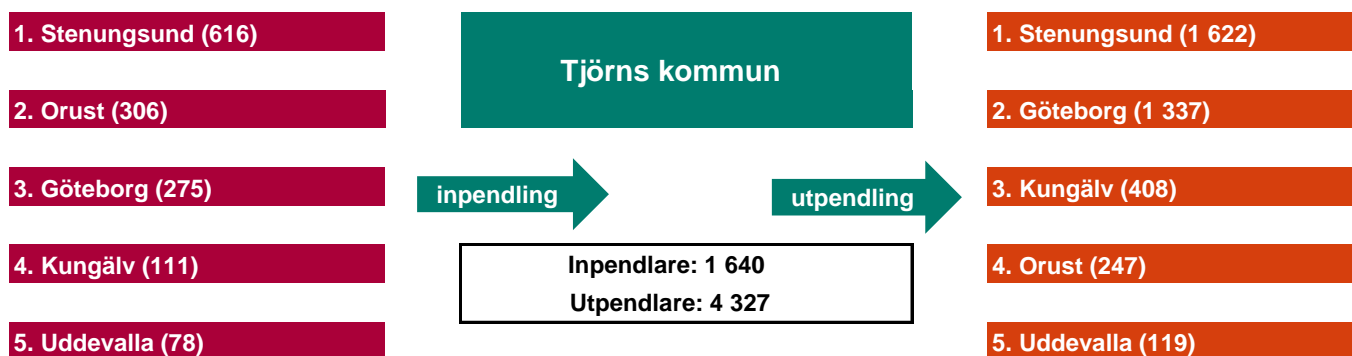 1. Stenungsund (616)
2. Orust (306)
3. Göteborg (275)
4. Kungälv (111)
5. Uddevalla (78)
Tjörns kommun
inpendling
utpendling
Inpendlare: 1 640
Utpendlare: 4 327
1. Stenungsund (1 622)
2. Göteborg (1 337)
3. Kungälv (408)
4. Orust (247)
5. Uddevalla (119)